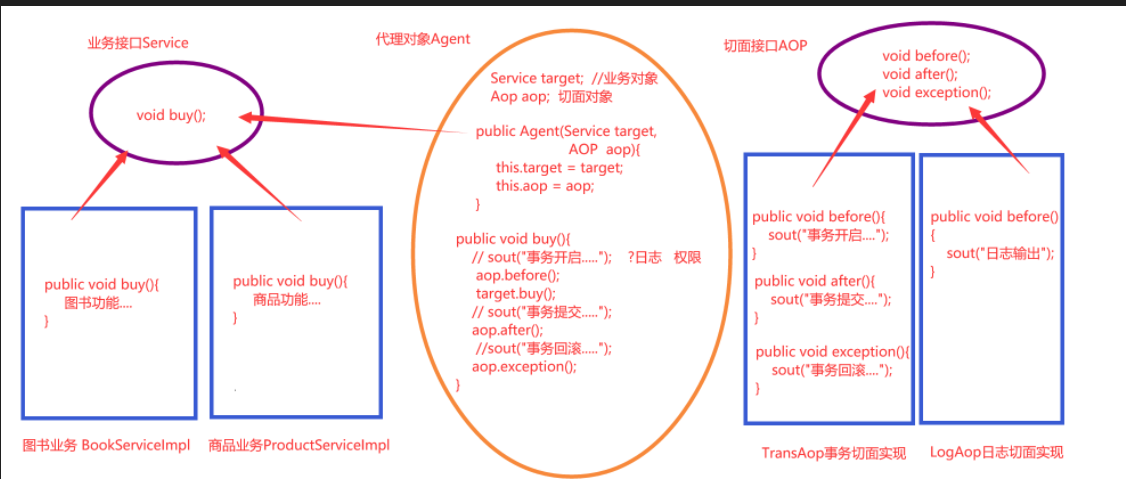 业务接口Service
void buy();
public void buy(){
图书功能....
}
图书业务 BookServiceImpl
public void buy(){
商品功能....
}
商品业务ProductServiceImpl
代理对象Agent
Service target;  //业务对象
Aop aop;  切面对象
public Agent(Service target,
AOP  aop){
this.target = target;
this.aop = aop;
}
public void buy(){
// sout("事务开启.....");    ?日志   权限
aop.before();
target.buy();
// sout("事务提交.....");
aop.after();
//sout("事务回滚.....");
aop.exception();
}
切面接口AOP
void before();
void after();
void exception();
public void before(){
sout("事务开启....");
}
public void after(){
sout("事务提交....");
}
public void exception(){
sout("事务回滚....");
}
TransAop事务切面实现
public void before()
{
sout("日志输出");
}
LogAop日志切面实现